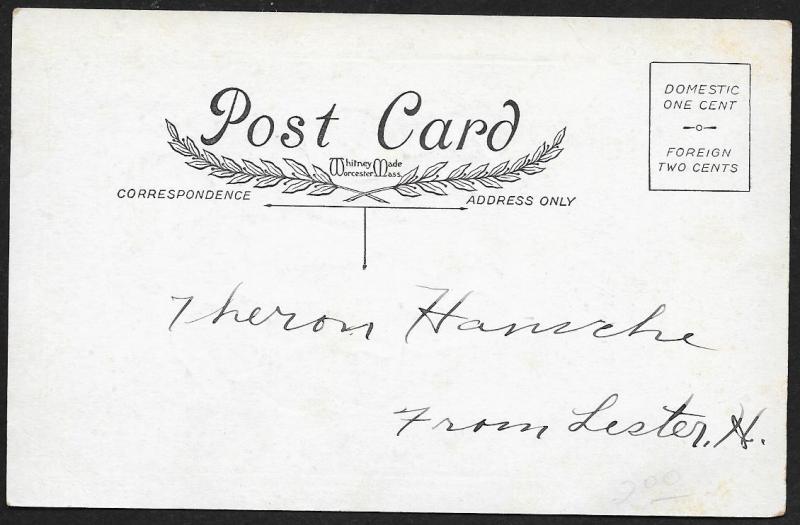 Post Card
Whitney Made
Worcester Mass.
CORRESPONDENCE
ADDRESS ONLY
DOMESTIC
ONE CENT
FOREIGN
TWO CENTS
Theron Hansche
From Lester. H.
200